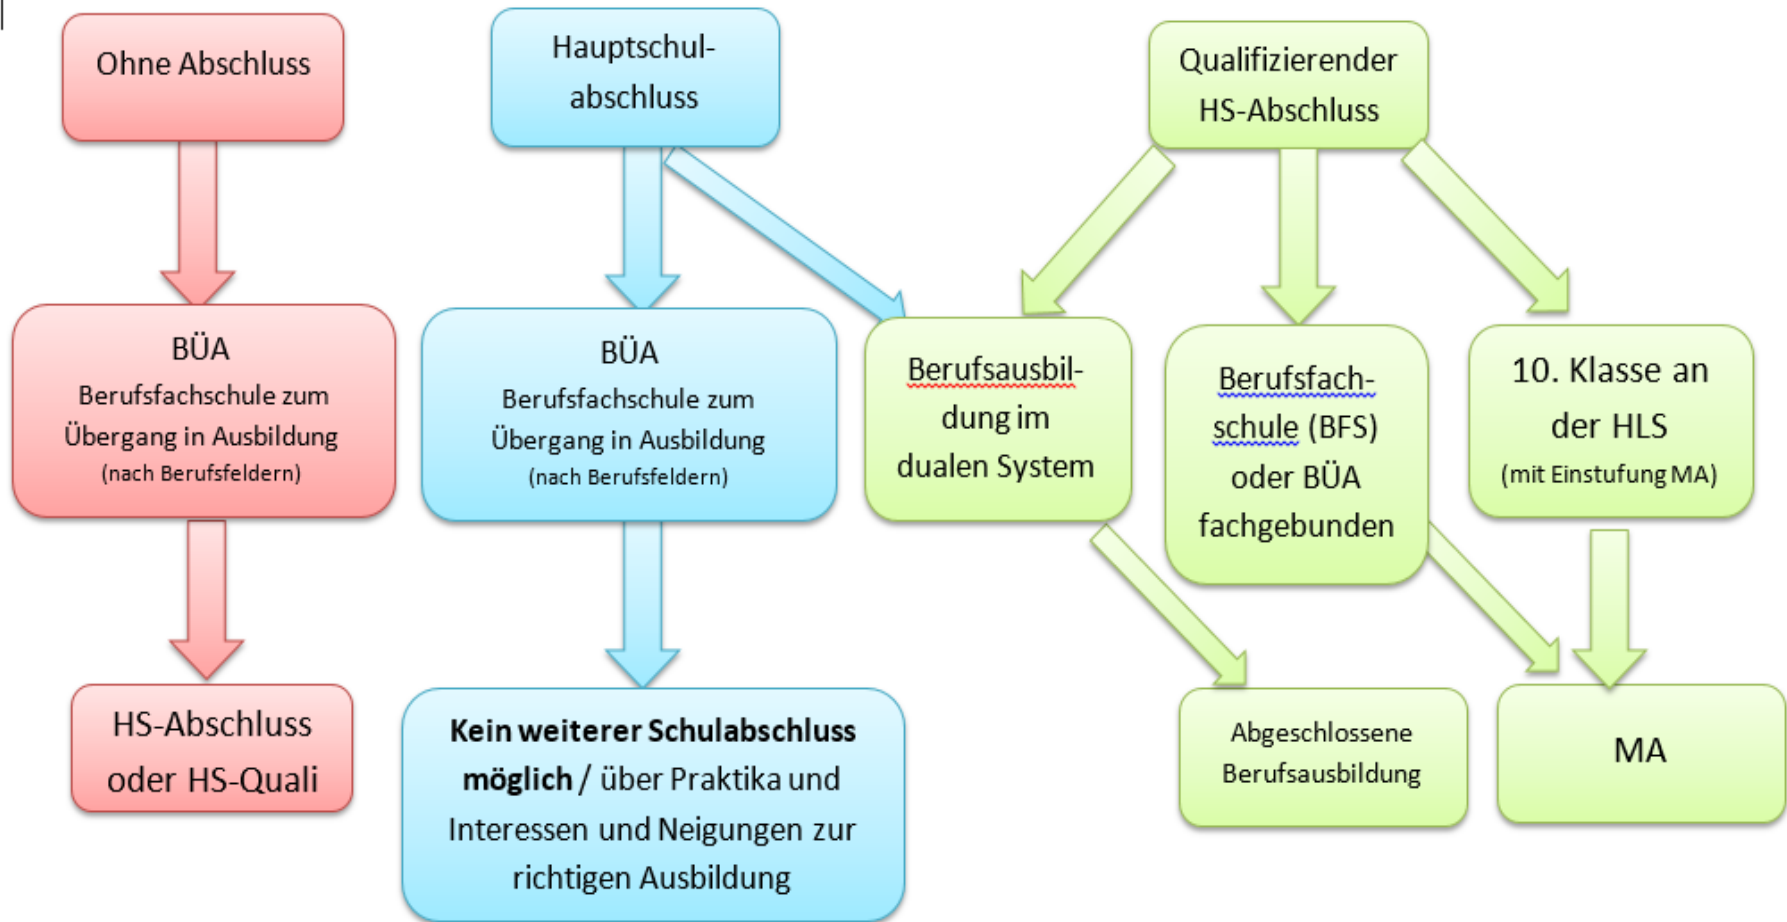 Ohne Abschluss
Hauptschul-
abschluss
Qualifizierender
HS-Abschluss
BÜA
Berufsfachschule zum
Übergang in Ausbildung
(nach Berufsfeldern)
BÜA
Berufsfachschule zum
Übergang in Ausbildung
(nach Berufsfeldern)
Berufsausbil-
dung im
dualen System
Berufsfach-
schule (BFS)
oder BÜA
fachgebunden
10. Klasse an
der HLS
(mit Einstufung MA)
HS-Abschluss
oder HS-Quali
Kein weiterer Schulabschluss
möglich / über Praktika und
Interessen und Neigungen zur
richtigen Ausbildung
Abgeschlossene
Berufsausbildung
MA